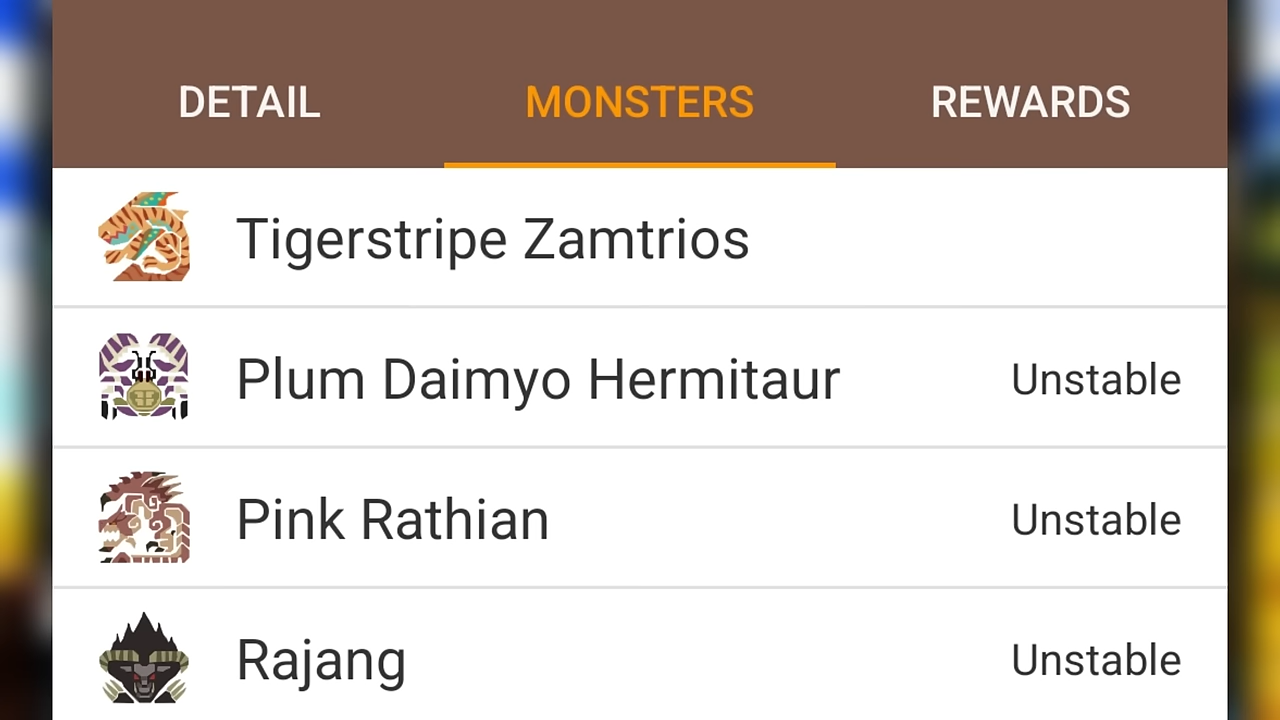 DETAIL MONSTERS REWARDS
Tigerstripe Zamtrios
Plum Daimyo Hermitaur Unstable
Pink Rathian Unstable
Rajang Unstable